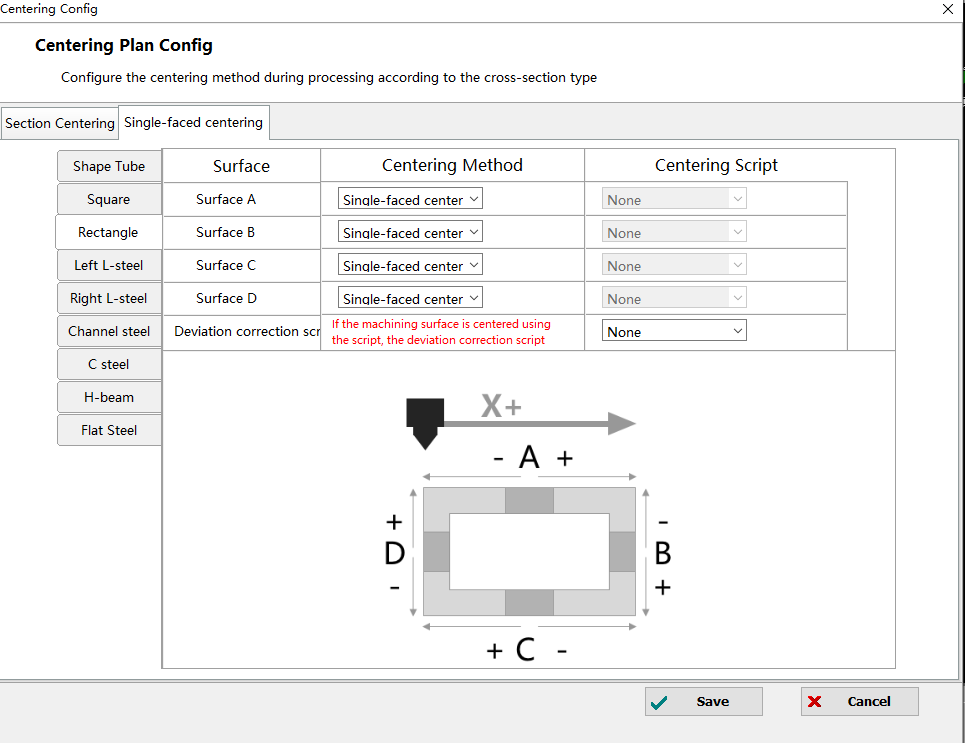 Centering Config
Centering Plan Config
Configure the centering method during processing according to the cross-section type
Section Centering Single-faced centering
Shape Tube
Square
Rectangle
Left L-steel
Right L-steel
Channel steel
C steel
H-beam
Flat Steel
Surface Centering Method Centering Script
Surface A Single-faced center None
Surface B Single-faced center None
Surface C Single-faced center None
Surface D Single-faced center None
Deviation correction scr If the machining surface is centered using None
the script, the deviation correction script
X+
- A +
+ -
D B
- +
+ C -
Save Cancel